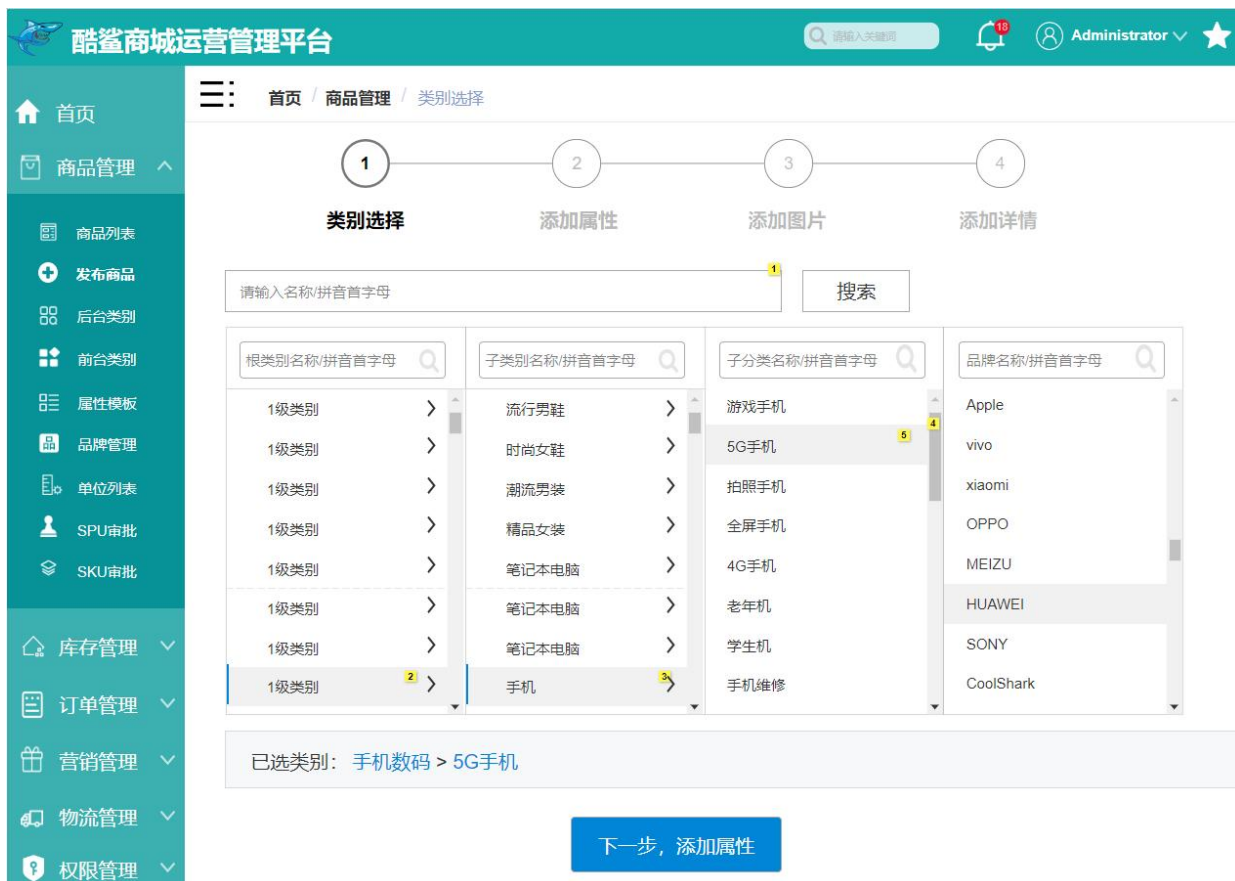 酷鲨商城运营管理平台
请输入关键词
18
Administrator
首页
商品管理
商品列表
发布商品
后台类别
前台类别
属性模板
品牌管理
单位列表
SPU审批
SKU审批
库存管理
订单管理
营销管理
物流管理
权限管理
首页 / 商品管理 / 类别选择
1 2 3 4
类别选择 添加属性 添加图片 添加详情
请输入名称/拼音首字母 1 搜索
根类别名称/拼音首字母 子类别名称/拼音首字母 子分类名称/拼音首字母 品牌名称/拼音首字母
1级类别 流行男鞋 游戏手机 Apple
4
1级类别 时尚女鞋 5G手机 5 vivo
1级类别 潮流男装 拍照手机 xiaomi
1级类别 精品女装 全屏手机 OPPO
1级类别 笔记本电脑 4G手机 MEIZU
1级类别 笔记本电脑 老年机 HUAWEI
1级类别 笔记本电脑 学生机 SONY
1级类别 2 手机 3 手机维修 CoolShark
品
已选类别： 手机数码 > 5G手机
下一步，添加属性